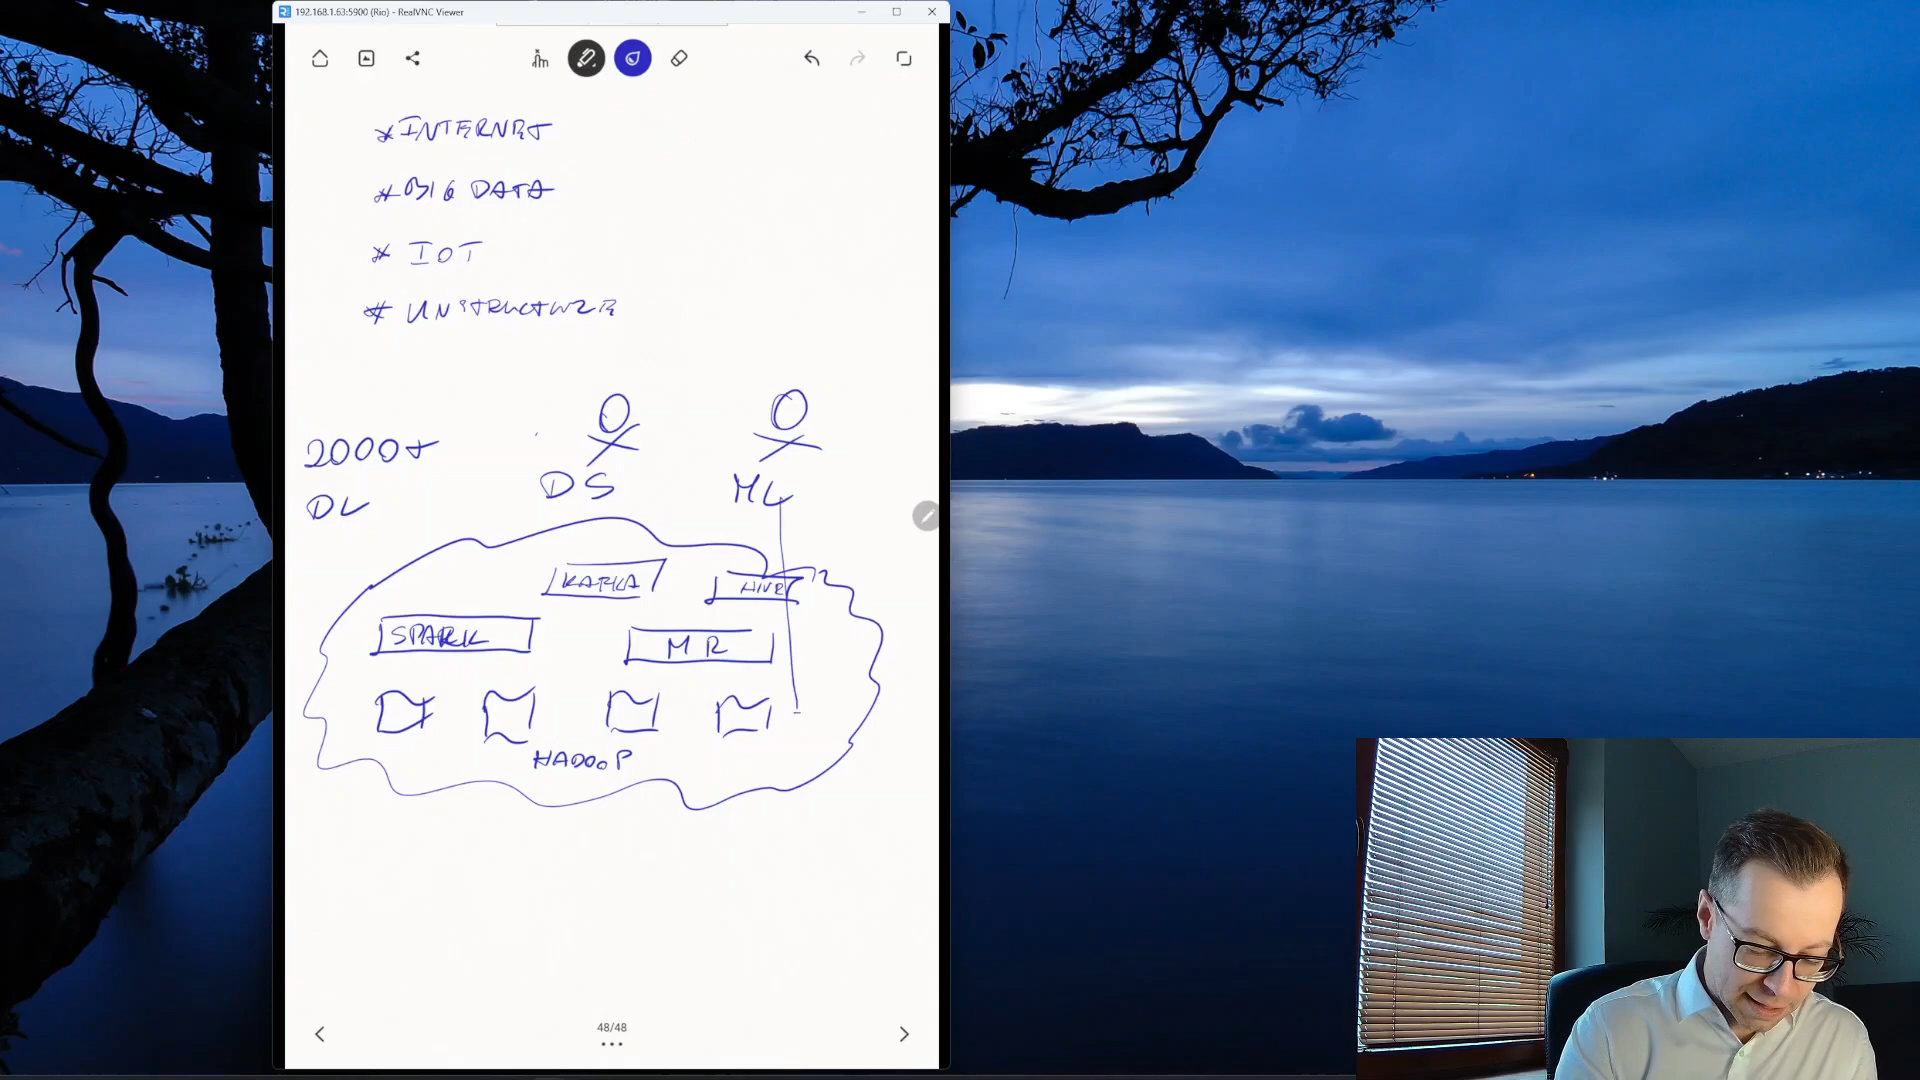 192.168.1.63:5900 (Rio) - RealVNC Viewer
* INTERNET
* BIG DATA
* IOT
* UNSTRUCTURE
2000+
DL
DS
ML
KAFKA
HIVE
SPARK
MR
HADOOP
48/48